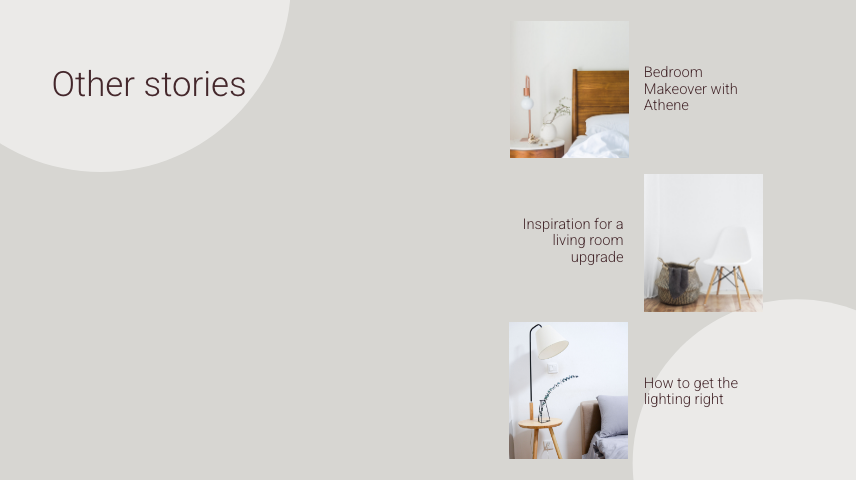 Other stories
Bedroom
Makeover with
Athene
Inspiration for a
living room
upgrade
How to get the
lighting right